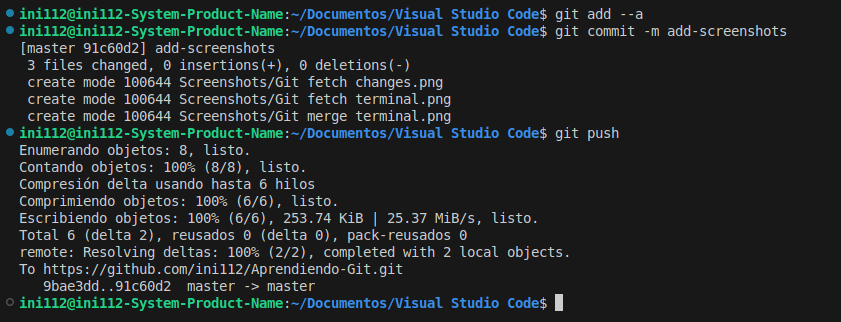 ini112@ini112-System-Product-Name:~/Documentos/Visual Studio Code$ git add --a
ini112@ini112-System-Product-Name:~/Documentos/Visual Studio Code$ git commit -m add-screenshots
[master 91c60d2] add-screenshots
 3 files changed, 0 insertions(+), 0 deletions(-)
 create mode 100644 Screenshots/Git fetch changes.png
 create mode 100644 Screenshots/Git fetch terminal.png
 create mode 100644 Screenshots/Git merge terminal.png
ini112@ini112-System-Product-Name:~/Documentos/Visual Studio Code$ git push
Enumerando objetos: 8, listo.
Contando objetos: 100% (8/8), listo.
Compresión delta usando hasta 6 hilos
Comprimiendo objetos: 100% (6/6), listo.
Escribiendo objetos: 100% (6/6), 253.74 KiB | 25.37 MiB/s, listo.
Total 6 (delta 2), reusados 0 (delta 0), pack-reusados 0
remote: Resolving deltas: 100% (2/2), completed with 2 local objects.
To https://github.com/ini112/Aprendiendo-Git.git
   9bae3dd..91c60d2  master -> master
ini112@ini112-System-Product-Name:~/Documentos/Visual Studio Code$